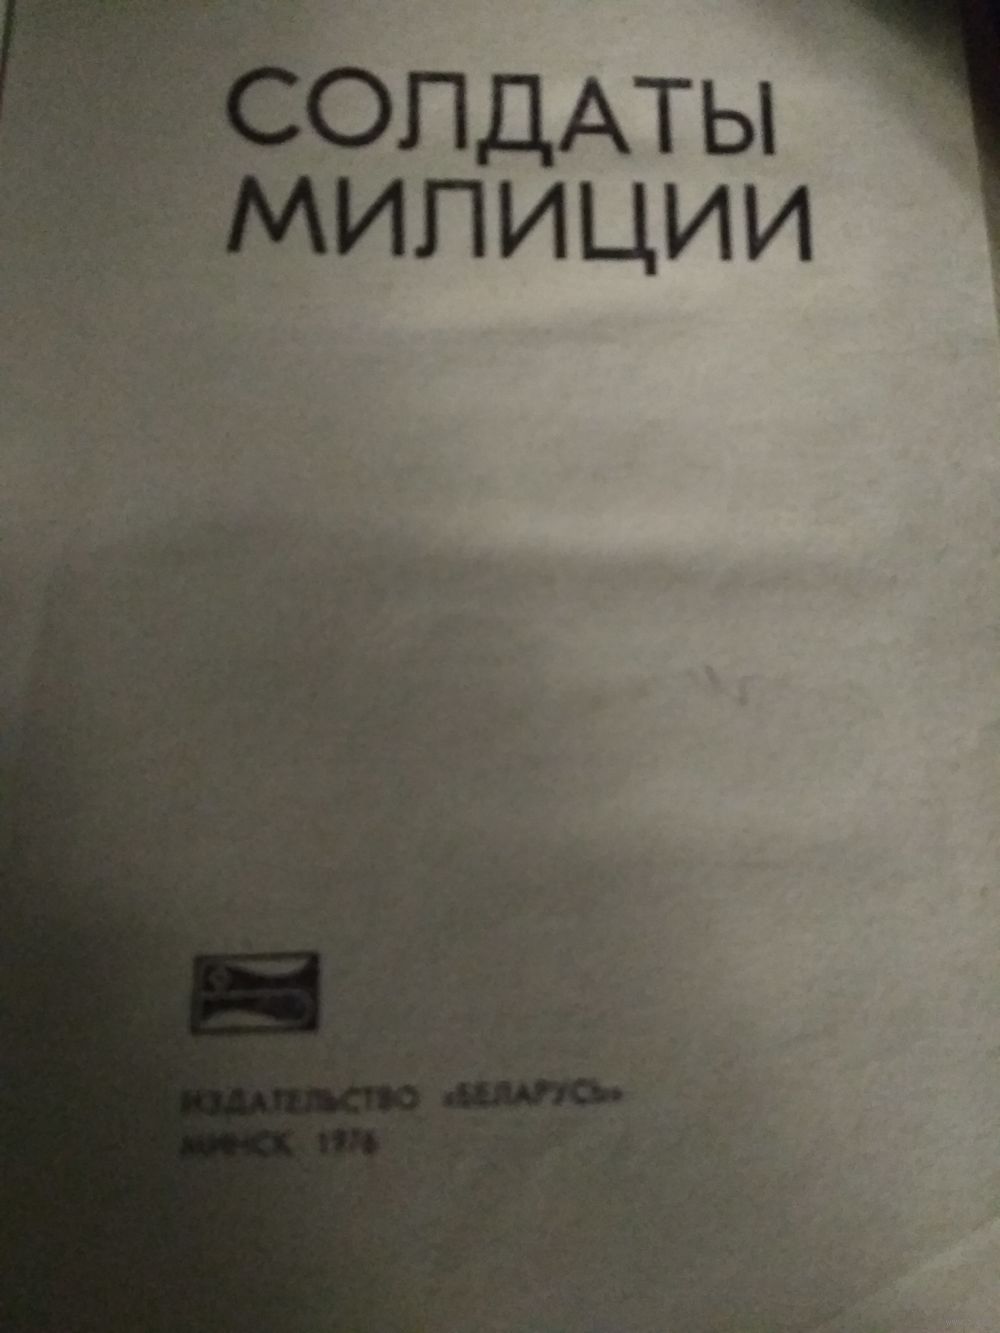 СОЛДАТЫ
МИЛИЦИИ
ИЗДАТЕЛЬСТВО «БЕЛАРУСЬ»
МИНСК 1976